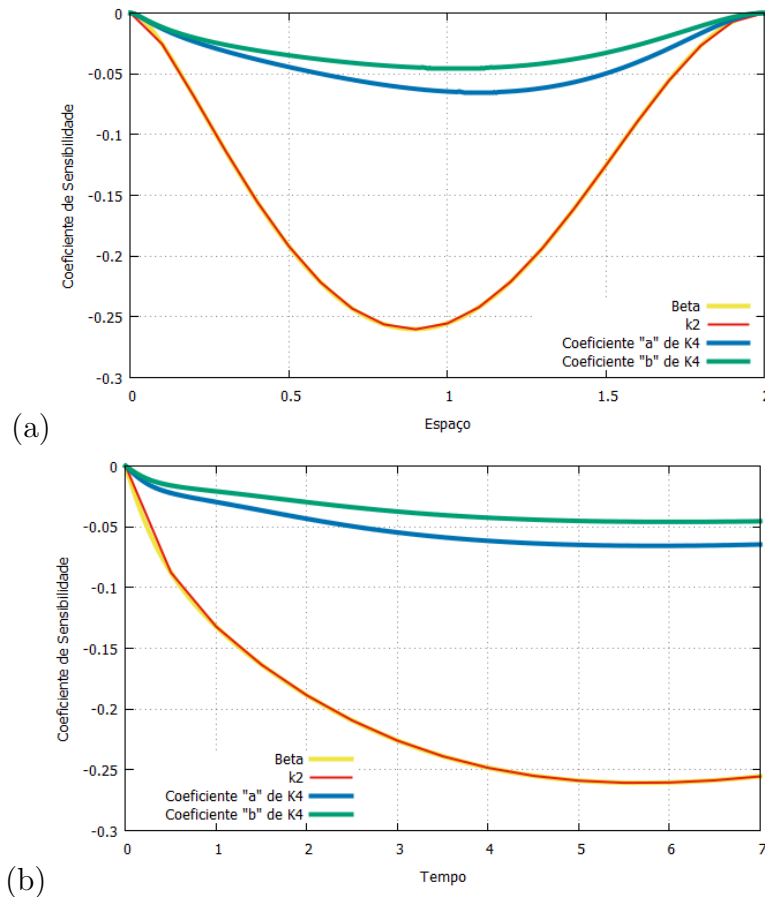 0
-0.05
-0.1
-0.15
-0.2
-0.25
-0.3
Coeficiente de Sensibilidade
Beta
k2
Coeficiente "a" de K4
Coeficiente "b" de K4
0 0.5 1 1.5 2
Espaço
(a)
0
-0.05
-0.1
-0.15
-0.2
-0.25
-0.3
Coeficiente de Sensibilidade
Beta
k2
Coeficiente "a" de K4
Coeficiente "b" de K4
0 1 2 3 4 5 6 7
Tempo
(b)